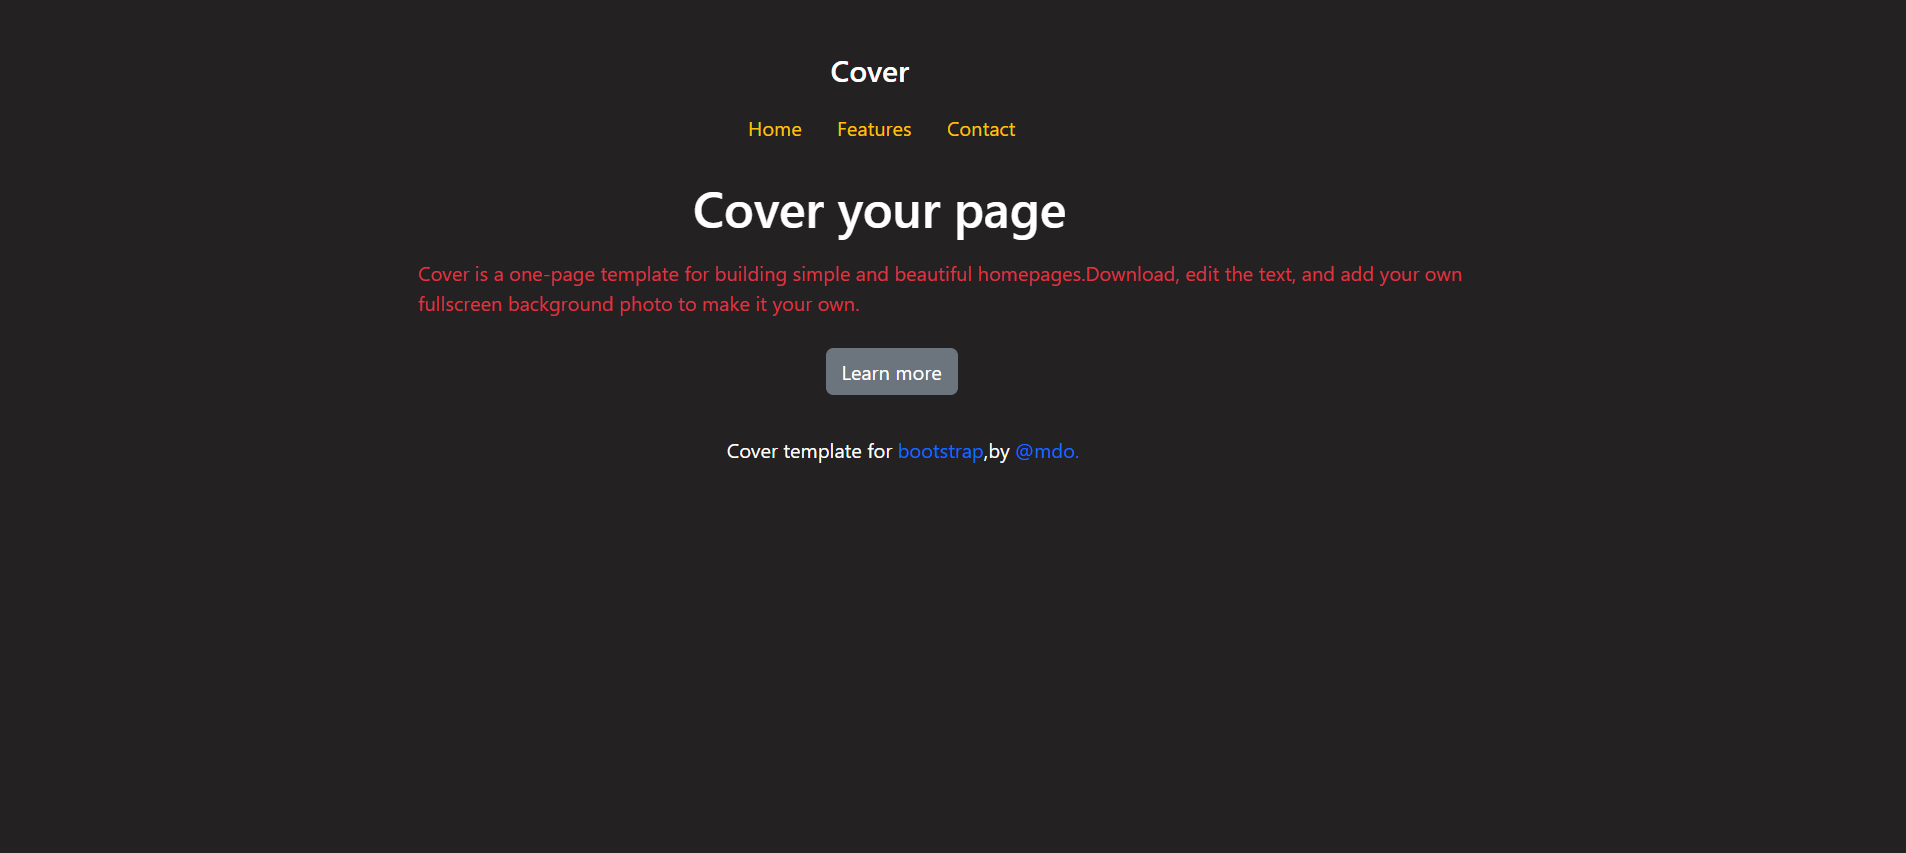 Cover
Home Features Contact
Cover your page
Cover is a one-page template for building simple and beautiful homepages.Download, edit the text, and add your own
fullscreen background photo to make it your own.
Learn more
Cover template for bootstrap,by @mdo.